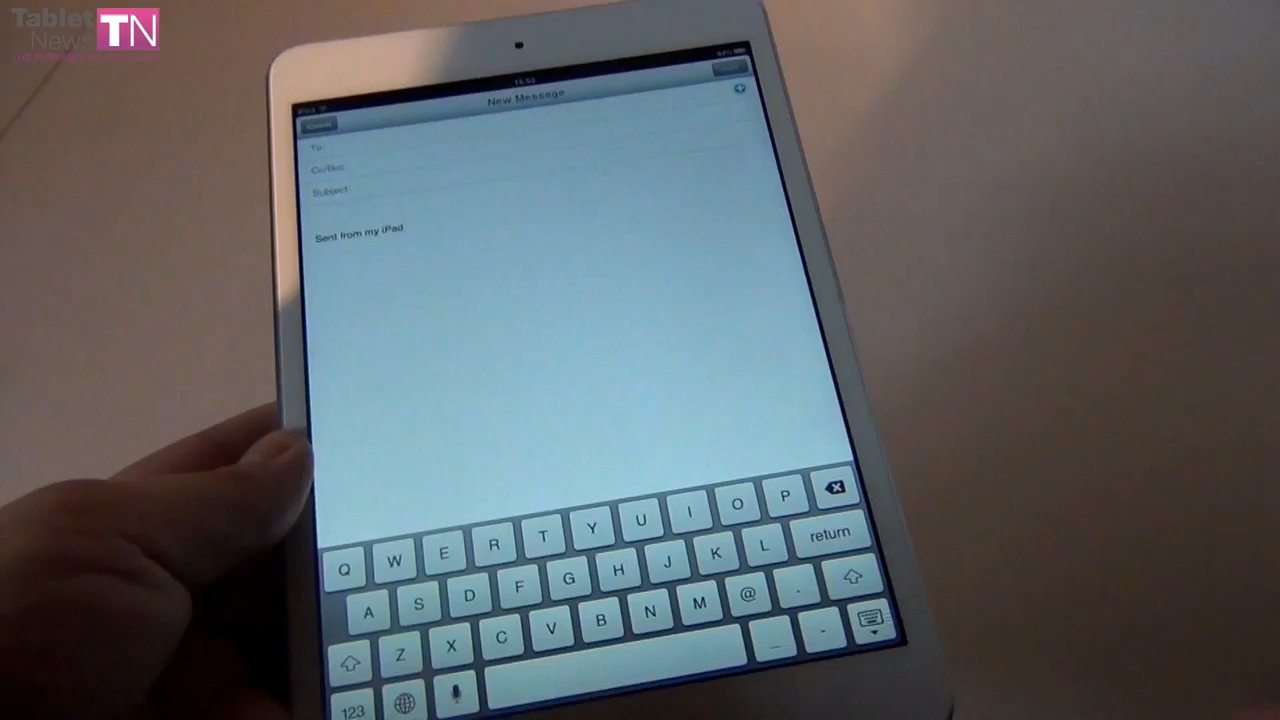 Tablet
News TN
New Message
Cancel
To:
Cc/Bcc:
Subject:
Sent from my iPad
Q W E R T Y U I O P
A S D F G H J K L return
Z X C V B N M @ .
123 _ -